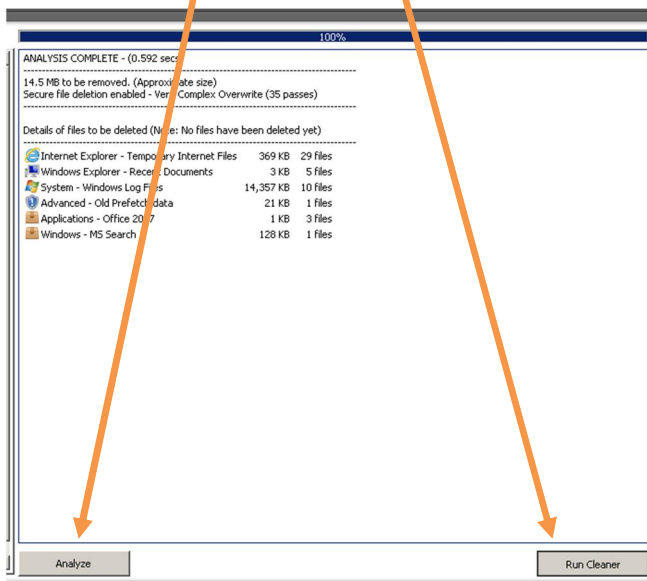 100%
ANALYSIS COMPLETE - (0.592 secs)
14.5 MB to be removed. (Approximate size)
Secure file deletion enabled - Very Complex Overwrite (35 passes)
Details of files to be deleted (Note: No files have been deleted yet)
Internet Explorer - Temporary Internet Files 369 KB 29 files
Windows Explorer - Recent Documents 3 KB 5 files
System - Windows Log Files 14,357 KB 10 files
Advanced - Old Prefetch data 21 KB 1 files
Applications - Office 2007 1 KB 3 files
Windows - MS Search 128 KB 1 files
Analyze Run Cleaner